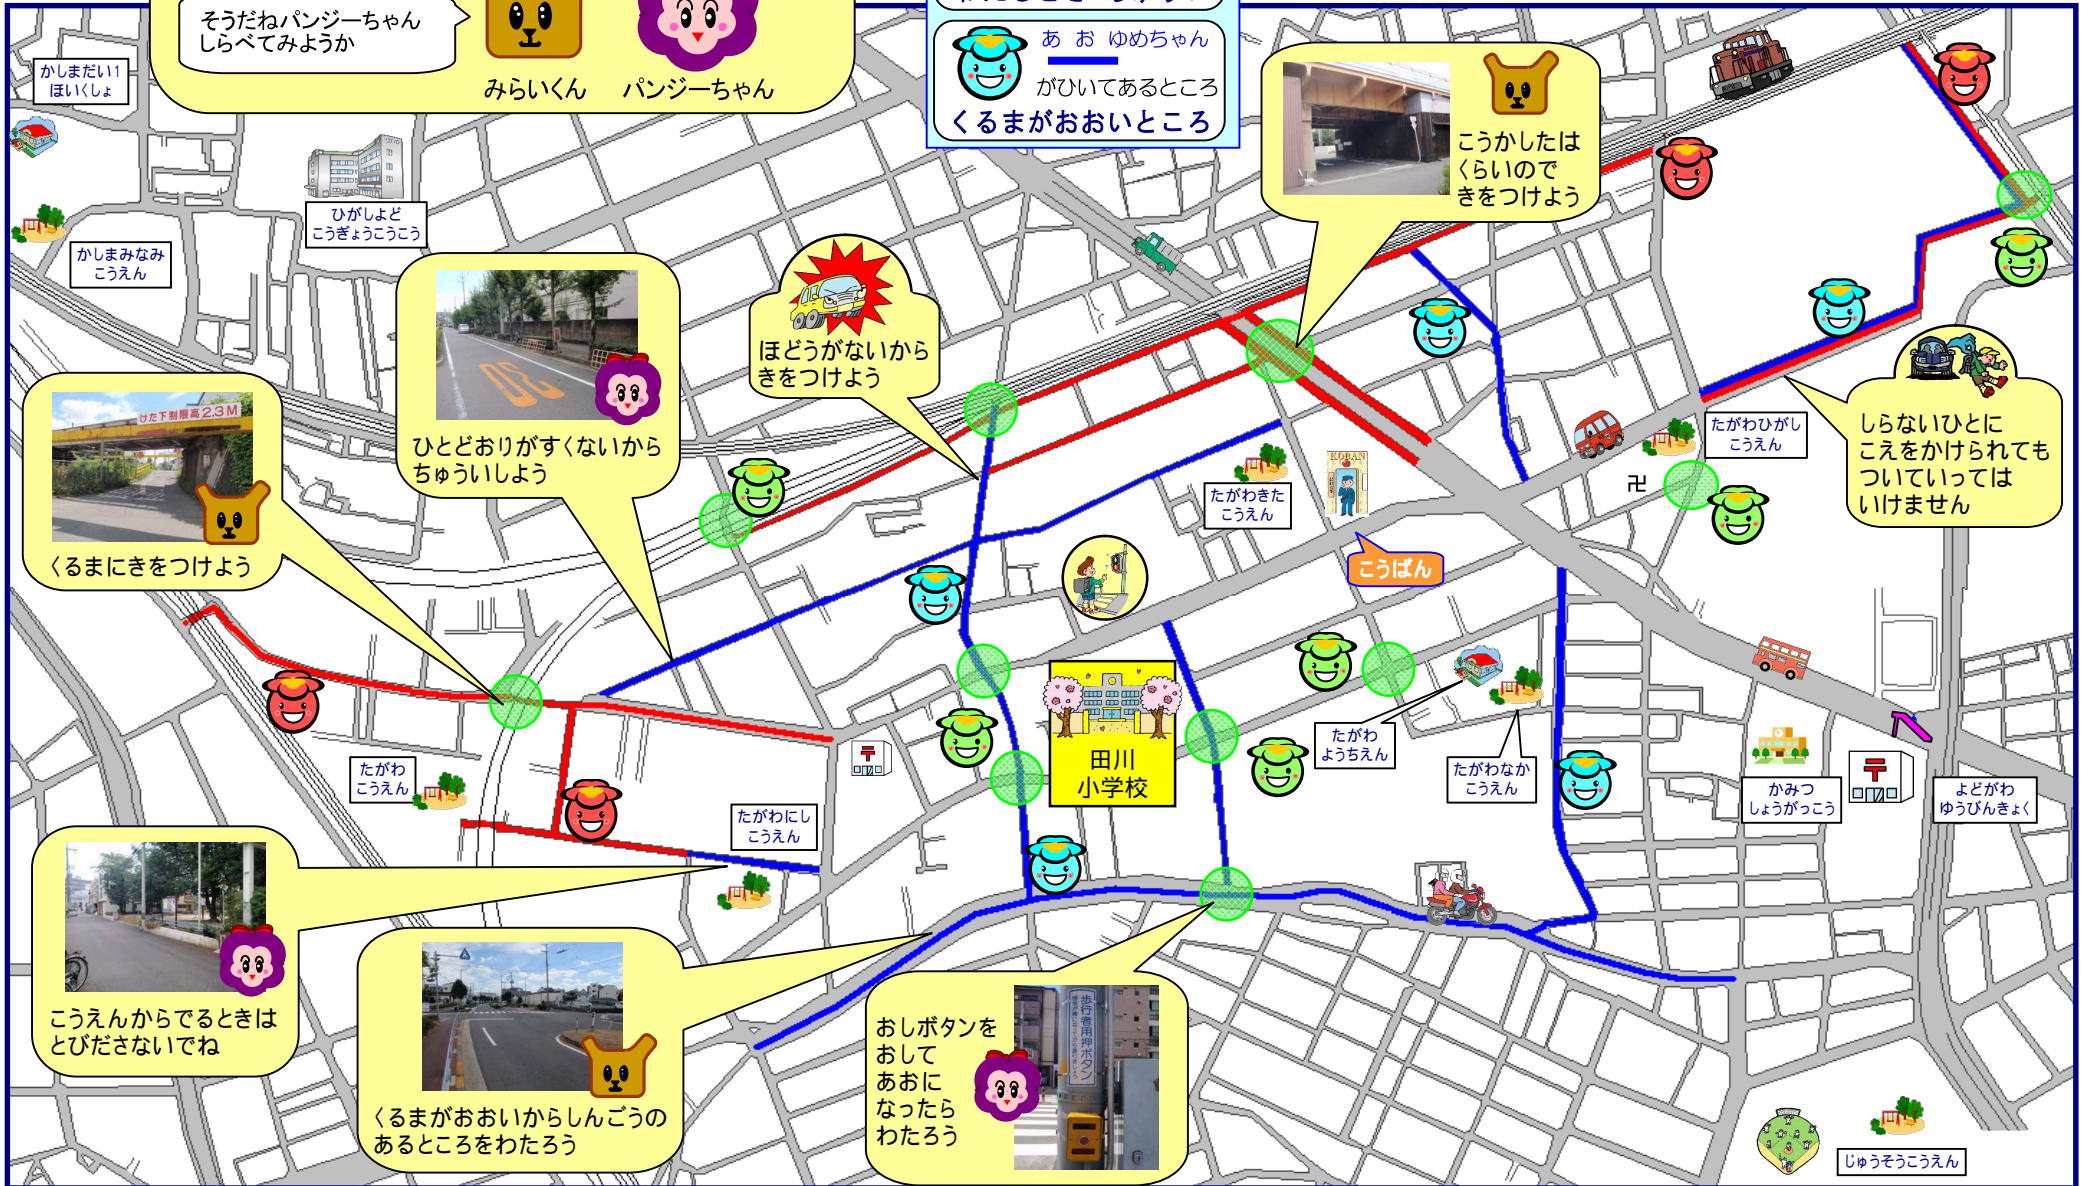 そうだねパンジーちゃん
しらべてみようか
みらいくん
パンジーちゃん
あ お ゆめちゃん
がひいてあるところ
くるまがおおいところ
かしまだい1
ほいくしょ
ひがしよど
こうぎょうこうこう
かしまみなみ
こうえん
こうかしたは
くらいので
きをつけよう
ほどうがないから
きをつけよう
ひとどおりがすくないから
ちゅういしよう
けた下制限高2.3M
くるまにきをつけよう
たがわひがし
こうえん
しらないひとに
こえをかけられても
ついていっては
いけません
卍
KOBAN
たがわきた
こうえん
こうばん
田川
小学校
たがわ
ようちえん
たがわなか
こうえん
かみつ
しょうがっこう
〒
よどがわ
ゆうびんきょく
たがわ
こうえん
〒
たがわにし
こうえん
こうえんからでるときは
とびださないでね
くるまがおおいからしんごうの
あるところをわたろう
おしボタンを
おして
あおに
なったら
わたろう
歩行者用押ボタン
じゅうそうこうえん